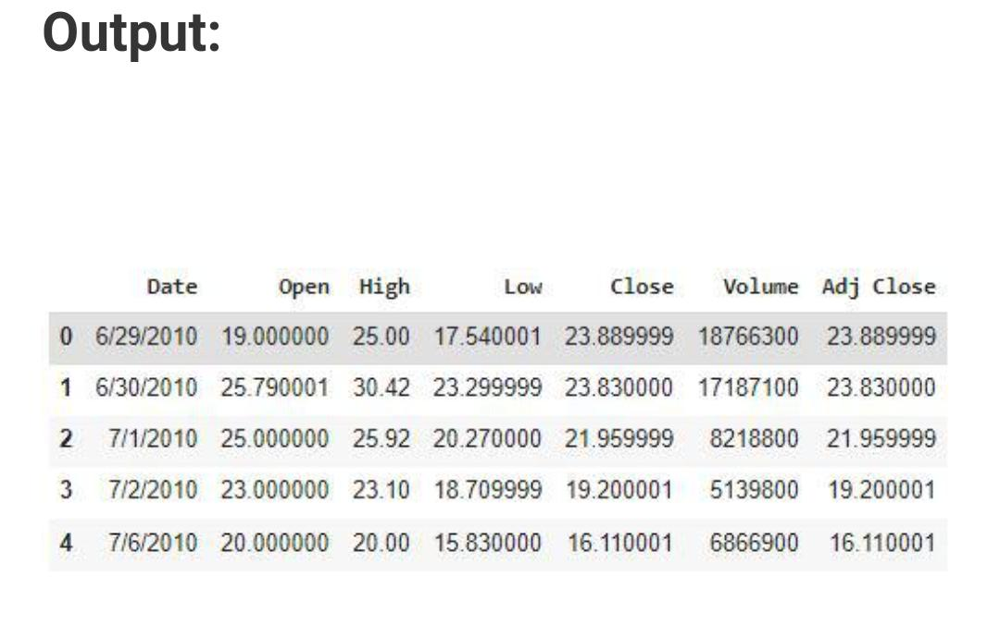 Output:
Date Open High Low Close Volume Adj Close
0 6/29/2010 19.000000 25.00 17.540001 23.889999 18766300 23.889999
1 6/30/2010 25.790001 30.42 23.299999 23.830000 17187100 23.830000
2 7/1/2010 25.000000 25.92 20.270000 21.959999 8218800 21.959999
3 7/2/2010 23.000000 23.10 18.709999 19.200001 5139800 19.200001
4 7/6/2010 20.000000 20.00 15.830000 16.110001 6866900 16.110001